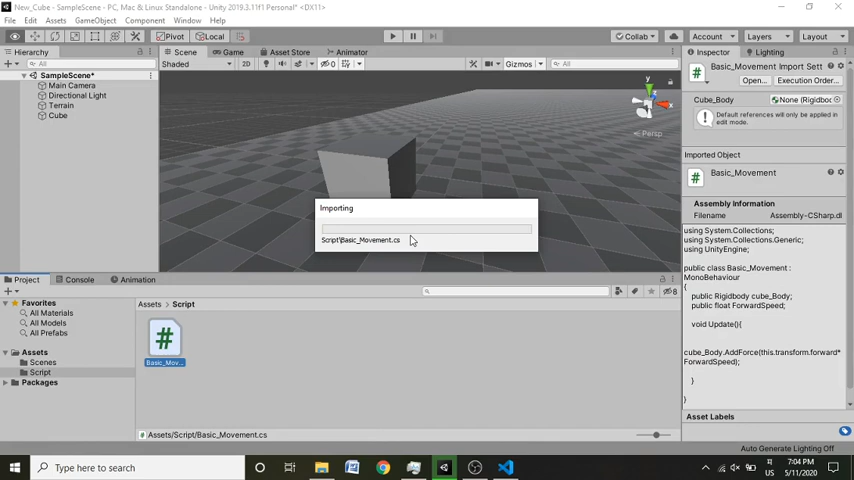 New_Cube - SampleScene - PC, Mac & Linux Standalone - Unity 2019.3.11f1 Personal* <DX11>
File Edit Assets GameObject Component Window Help
Pivot Local Collab Account Layers Layout
Hierarchy Scene Game Asset Store Animator Inspector Lighting
All Shaded 2D 0 Gizmos All
SampleScene*
Main Camera
Directional Light
Terrain
Cube
y
x
Persp
Importing
Script\Basic_Movement.cs
Basic_Movement Import Sett
Open... Execution Order...
Cube_Body None (Rigidboc
Default references will only be applied in
edit mode.
Imported Object
Basic_Movement
Assembly Information
Filename Assembly-CSharp.dl
using System.Collections;
using System.Collections.Generic;
using UnityEngine;
public class Basic_Movement :
MonoBehaviour
{
public Rigidbody cube_Body;
public float ForwardSpeed;
void Update(){
cube_Body.AddForce(this.transform.forward*
ForwardSpeed);
}
}
Asset Labels
Project Console Animation
8
Favorites
All Materials
All Models
All Prefabs
Assets
Scenes
Script
Packages
Assets Script
Basic_Mov...
Assets/Script/Basic_Movement.cs
Auto Generate Lighting Off
Type here to search
US
7:04 PM
5/11/2020